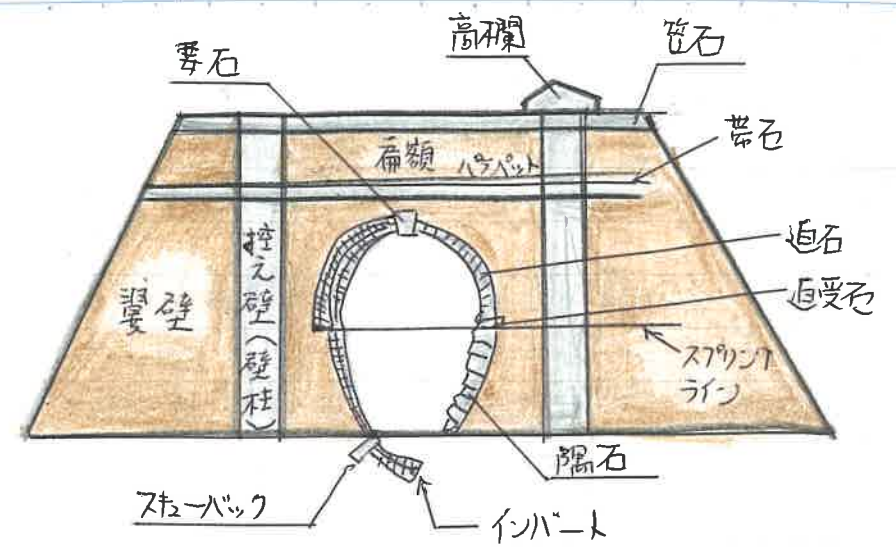 要石
高欄
笠石
扁額
パラペット
帯石
迫石
迫受石
翼壁
控え壁(壁柱)
スプリング
ライン
隅石
スキューバック
インバート